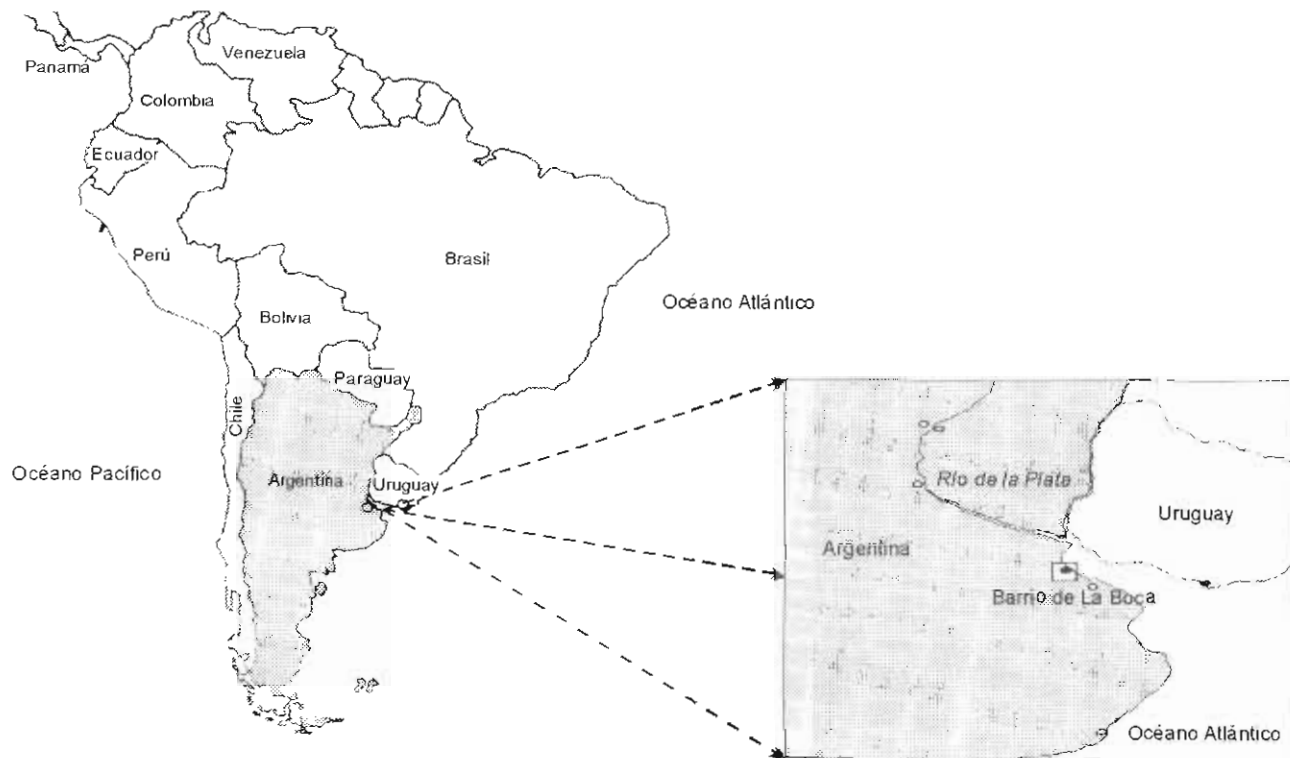 Panamá
Venezuela
Colombia
Ecuador
Perú
Brasil
Océano Atlántico
Bolivia
Paraguay
Chile
Océano Pacífico
Argentina
Uruguay
Río de la Plata
Uruguay
Argentina
Barrio de La Boca
Océano Atlántico